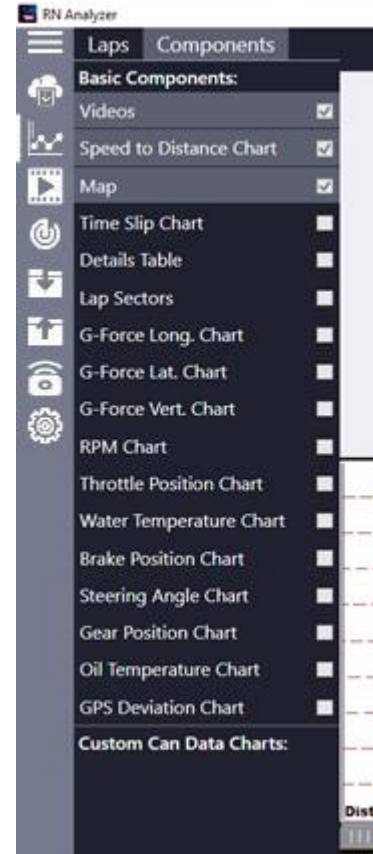 RN Analyzer
Laps Components
Basic Components:
Videos
Speed to Distance Chart
Map
Time Slip Chart
Details Table
Lap Sectors
G-Force Long. Chart
G-Force Lat. Chart
G-Force Vert. Chart
RPM Chart
Throttle Position Chart
Water Temperature Chart
Brake Position Chart
Steering Angle Chart
Gear Position Chart
Oil Temperature Chart
GPS Deviation Chart
Custom Can Data Charts:
Dist